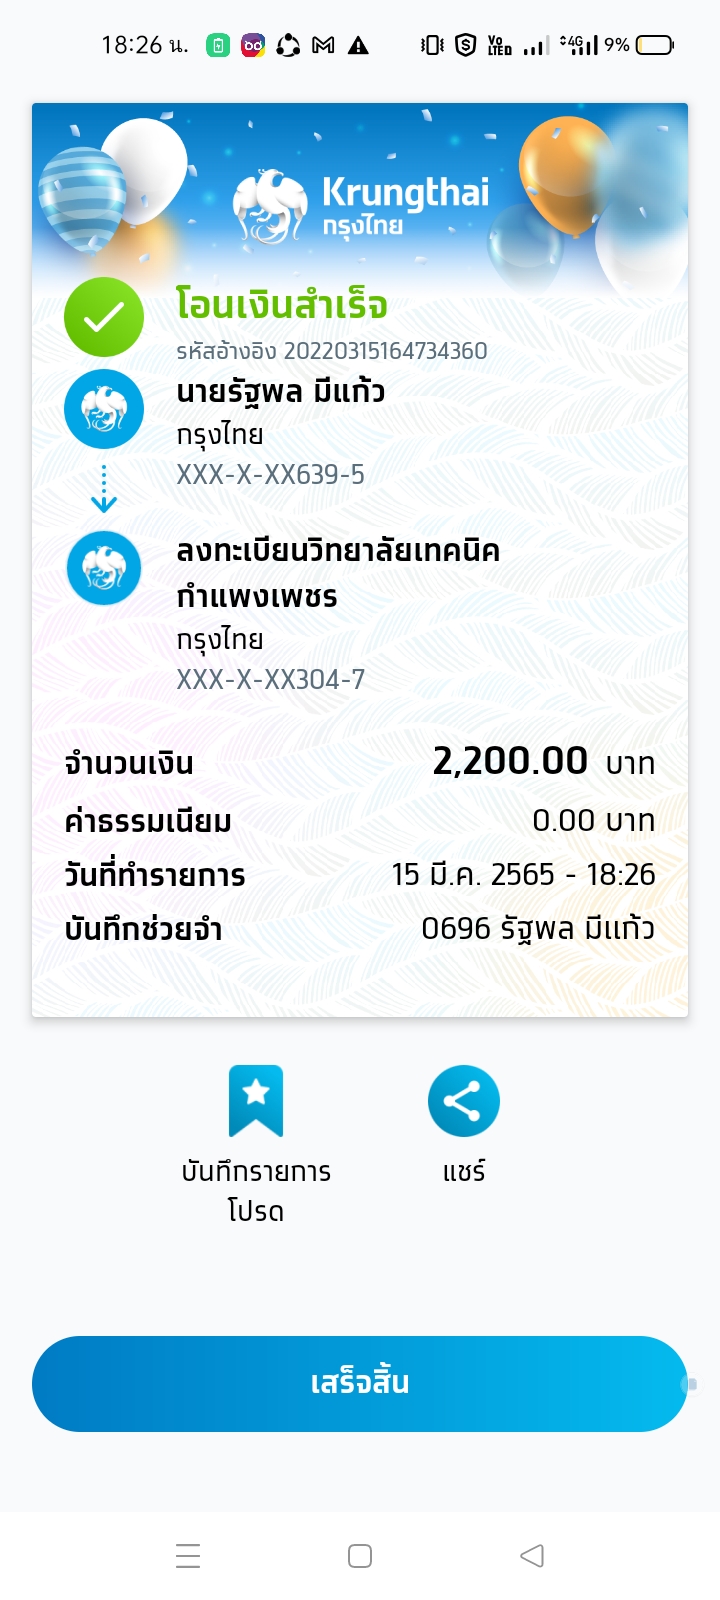 18:26 น.
Vo LTED 4G 9%
Krungthai
กรุงไทย
โอนเงินสำเร็จ
รหัสอ้างอิง 20220315164734360
นายรัฐพล มีแก้ว
กรุงไทย
XXX-X-XX639-5
ลงทะเบียนวิทยาลัยเทคนิค
กำแพงเพชร
กรุงไทย
XXX-X-XX304-7
จำนวนเงิน 2,200.00 บาท
ค่าธรรมเนียม 0.00 บาท
วันที่ทำรายการ 15 มี.ค. 2565 - 18:26
บันทึกช่วยจำ 0696 รัฐพล มีแก้ว
บันทึกรายการ
โปรด
แชร์
เสร็จสิ้น